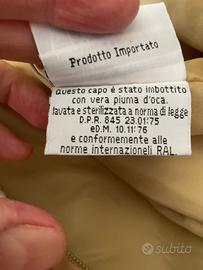 Prodotto Importato
Questo capo è stato imbottito
con vera piuma d'oca.
lavata e sterilizzata a norma di legge
D.P.R. 845 23.01.75
eD.M. 10.11.76
e conformemente alle
norme internazionali RAL.
subito